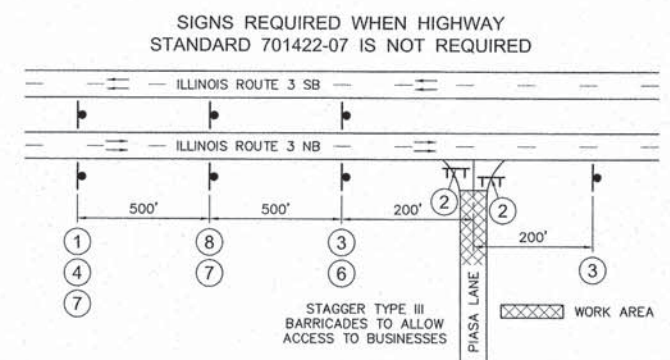 SIGNS REQUIRED WHEN HIGHWAY
STANDARD 701422-07 IS NOT REQUIRED
ILLINOIS ROUTE 3 SB
ILLINOIS ROUTE 3 NB
500'
500'
200'
2
2
200'
1
4
7
8
7
3
6
3
STAGGER TYPE III
BARRICADES TO ALLOW
ACCESS TO BUSINESSES
PIASA LANE
WORK AREA